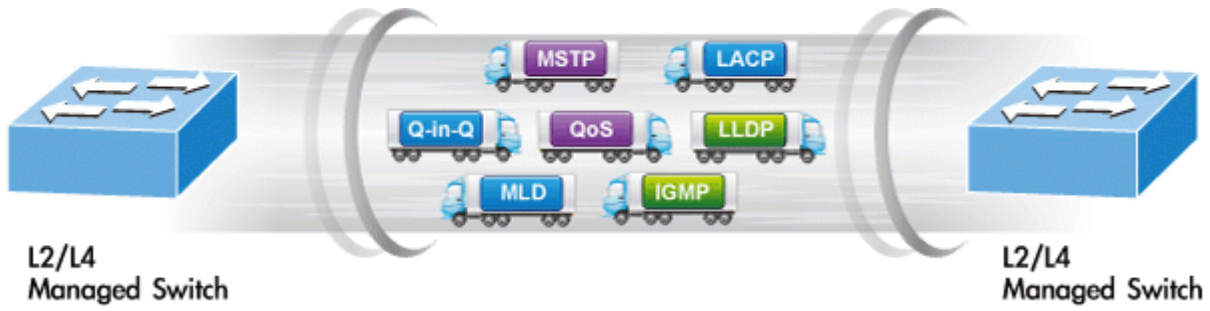 MSTP
LACP
Q-in-Q
QoS
LLDP
MLD
IGMP
L2/L4
Managed Switch
L2/L4
Managed Switch